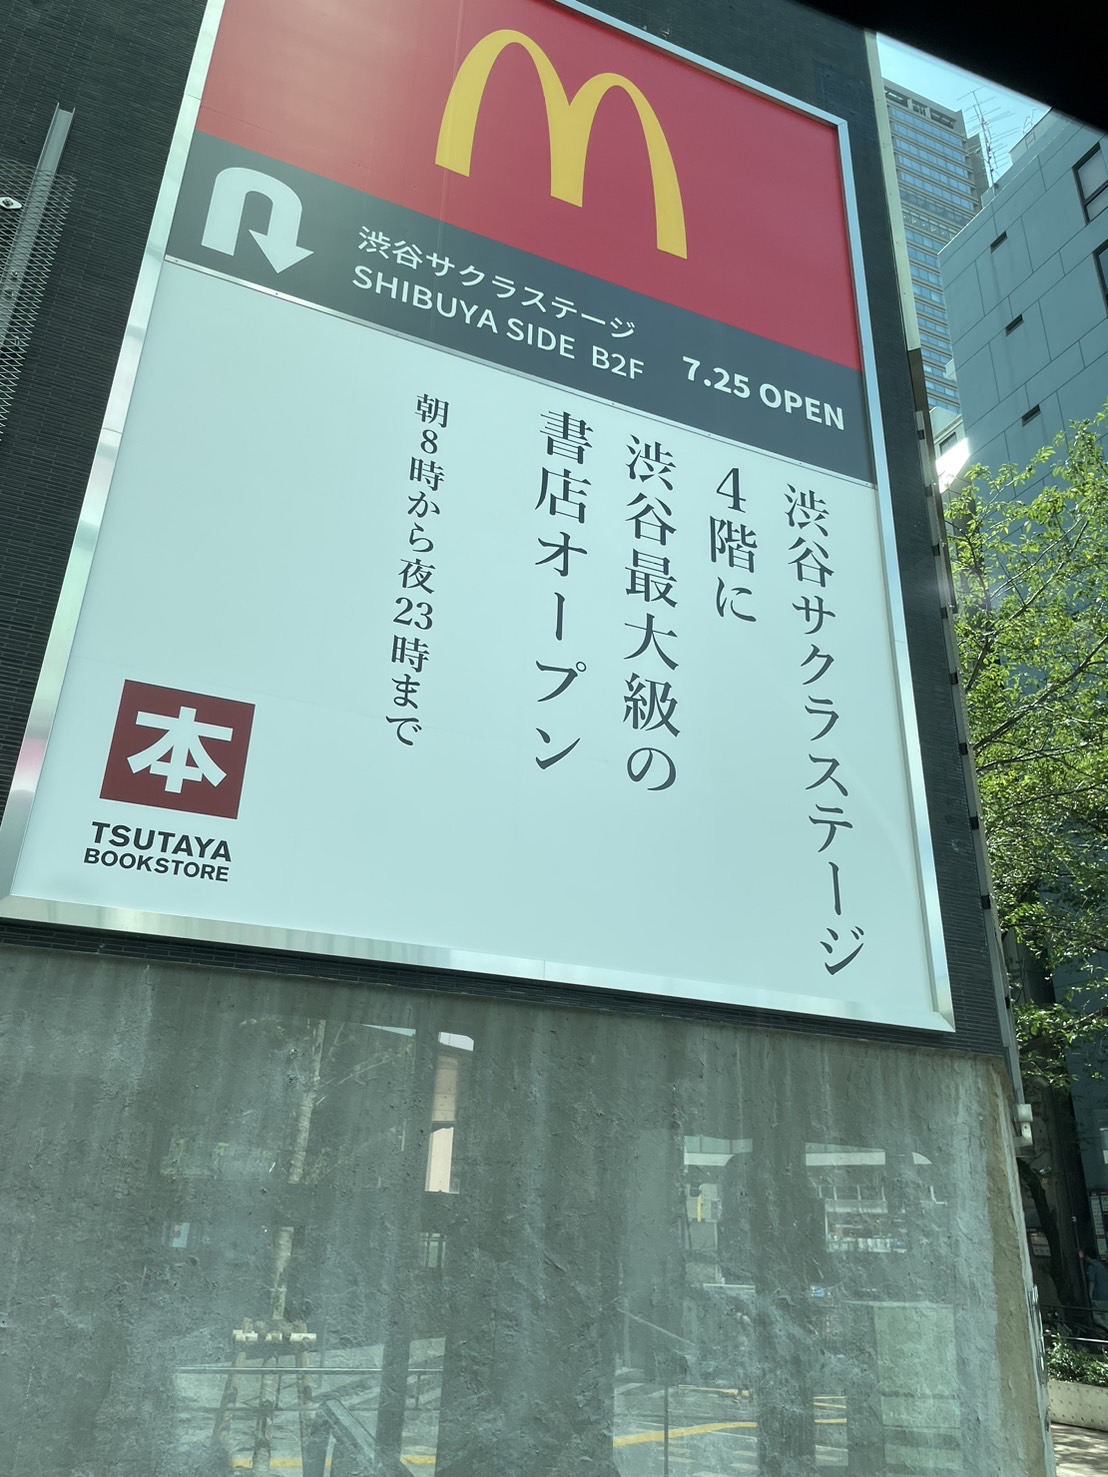 渋谷サクラステージ
SHIBUYA SIDE B2F
7.25 OPEN
渋谷サクラステージ
4階に
渋谷最大級の
書店オープン
朝8時から夜23時まで
本
TSUTAYA
BOOKSTORE